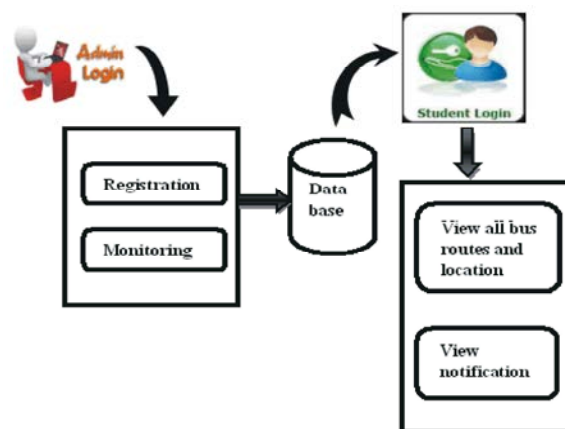 Admin
Login
Registration
Monitoring
Data
base
Student Login
View all bus
routes and
location
View
notification